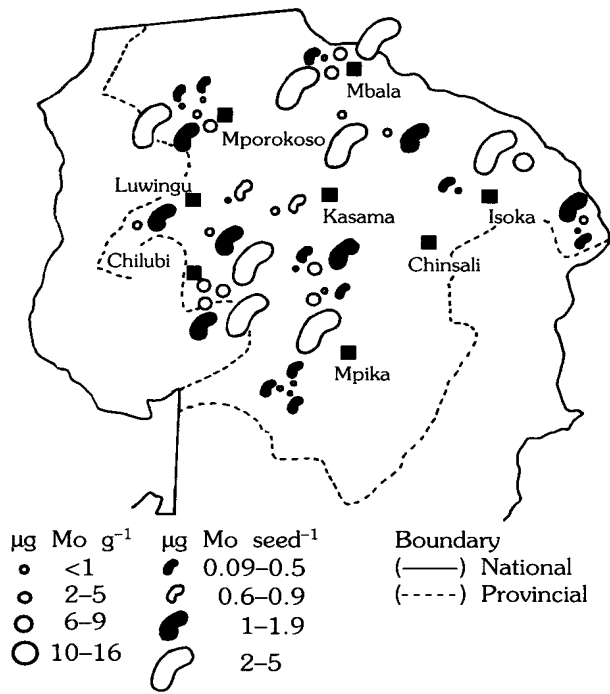 Mbala
Mporokoso
Luwingu
Kasama
Isoka
Chilubi
Chinsali
Mpika
µg Mo g⁻¹ µg Mo seed⁻¹ Boundary
<1 0.09–0.5 (——) National
2–5 0.6–0.9 (-----) Provincial
6–9 1–1.9
10–16 2–5